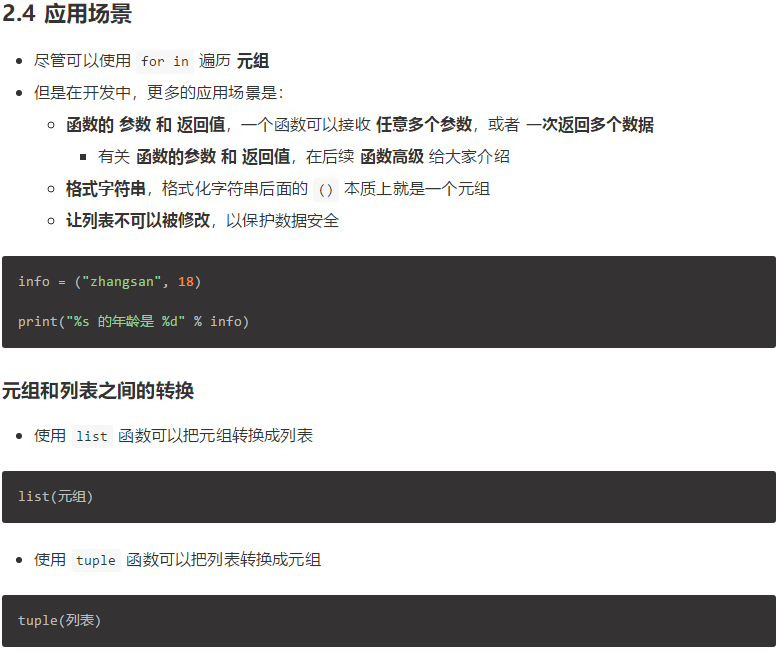 2.4 应用场景
尽管可以使用 for in 遍历 元组
但是在开发中，更多的应用场景是：
函数的 参数 和 返回值，一个函数可以接收 任意多个参数，或者 一次返回多个数据
有关 函数的参数 和 返回值，在后续 函数高级 给大家介绍
格式字符串，格式化字符串后面的 () 本质上就是一个元组
让列表不可以被修改，以保护数据安全
info = ("zhangsan", 18)
print("%s 的年龄是 %d" % info)
元组和列表之间的转换
使用 list 函数可以把元组转换成列表
list(元组)
使用 tuple 函数可以把列表转换成元组
tuple(列表)